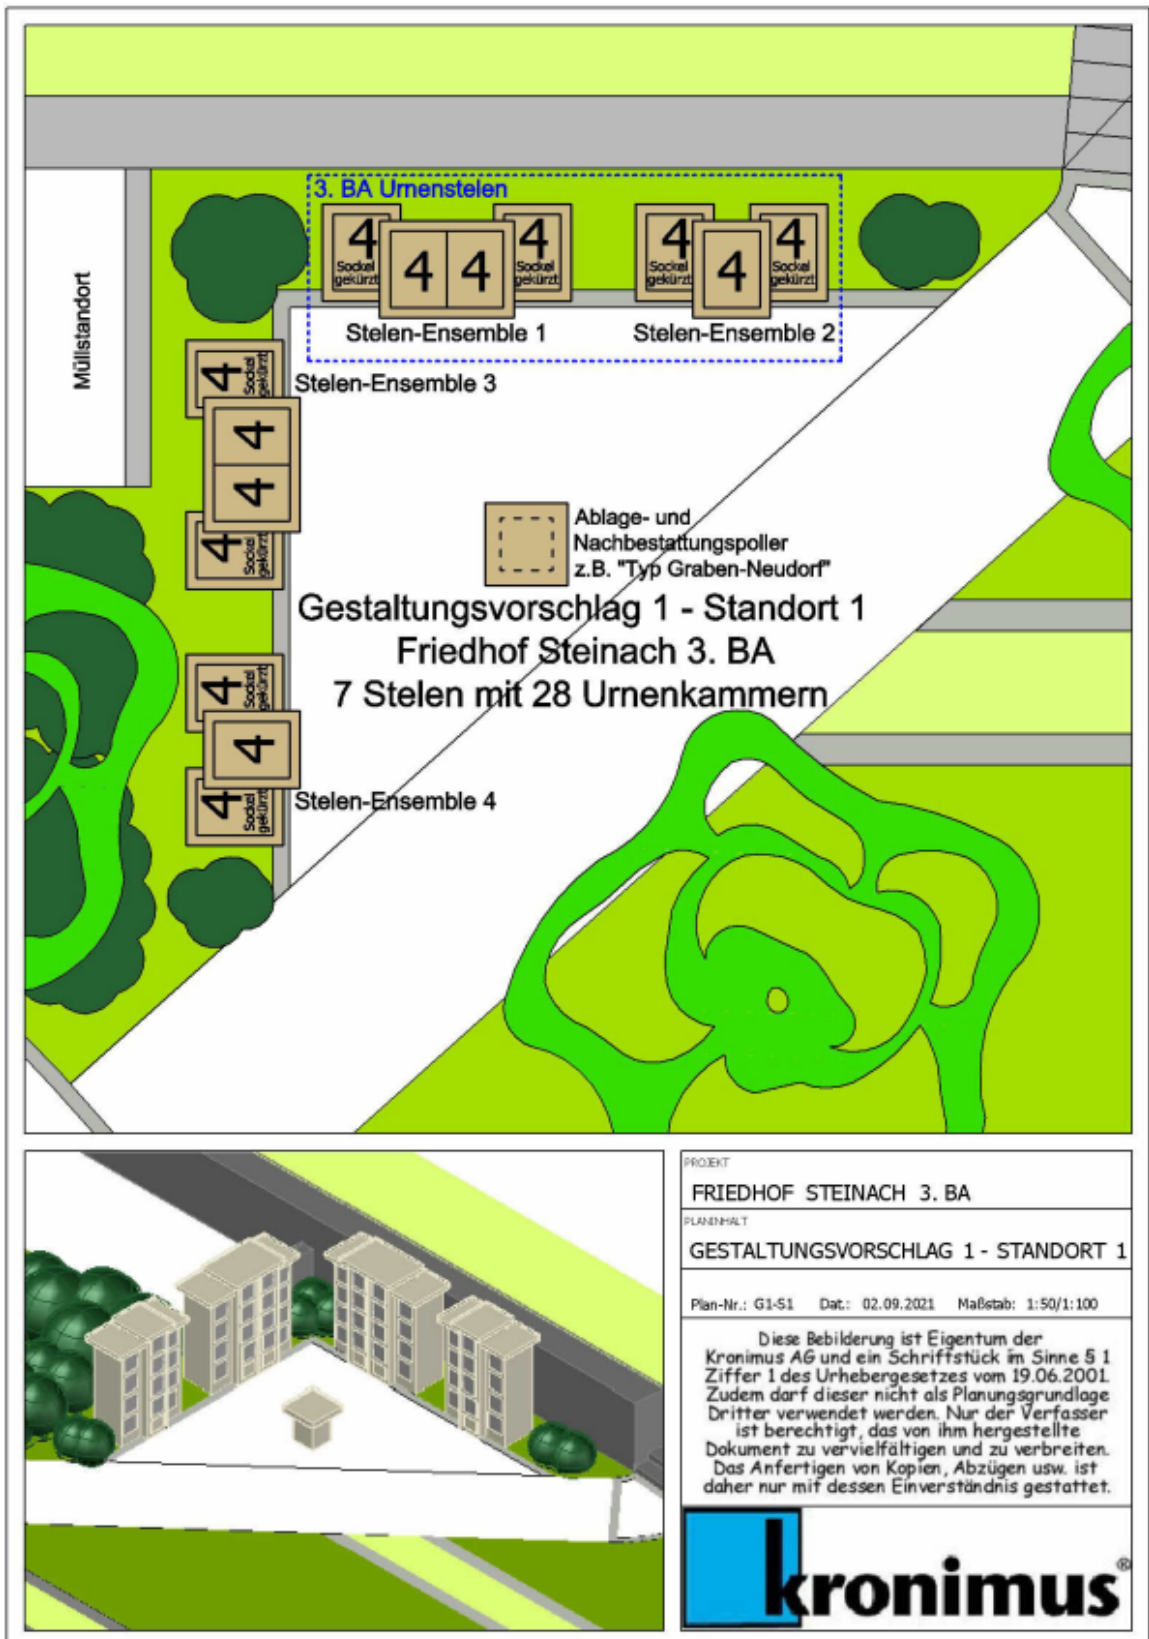 3. BA Urnenstelen
4
4
4
4
4
4
Sockel
gekürzt
4
Sockel
gekürzt
Sockel
gekürzt
Sockel
gekürzt
Stelen-Ensemble 1
Stelen-Ensemble 2
Müllstandort
4
Sockel
gekürzt
Stelen-Ensemble 3
4
4
4
Sockel
gekürzt
Ablage- und
Nachbestattungspoller
z.B. "Typ Graben-Neudorf"
Gestaltungsvorschlag 1 - Standort 1
Friedhof Steinach 3. BA
7 Stelen mit 28 Urnenkammern
4
Sockel
gekürzt
4
4
Sockel
gekürzt
Stelen-Ensemble 4
PROJEKT
FRIEDHOF STEINACH 3. BA
PLANINHALT
GESTALTUNGSVORSCHLAG 1 - STANDORT 1
Plan-Nr.: G1-S1 Dat.: 02.09.2021 Maßstab: 1:50/1:100
Diese Bebilderung ist Eigentum der
Kronimus AG und ein Schriftstück im Sinne § 1
Ziffer 1 des Urhebergesetzes vom 19.06.2001.
Zudem darf dieser nicht als Planungsgrundlage
Dritter verwendet werden. Nur der Verfasser
ist berechtigt, das von ihm hergestellte
Dokument zu vervielfältigen und zu verbreiten.
Das Anfertigen von Kopien, Abzügen usw. ist
daher nur mit dessen Einverständnis gestattet.
kronimus®